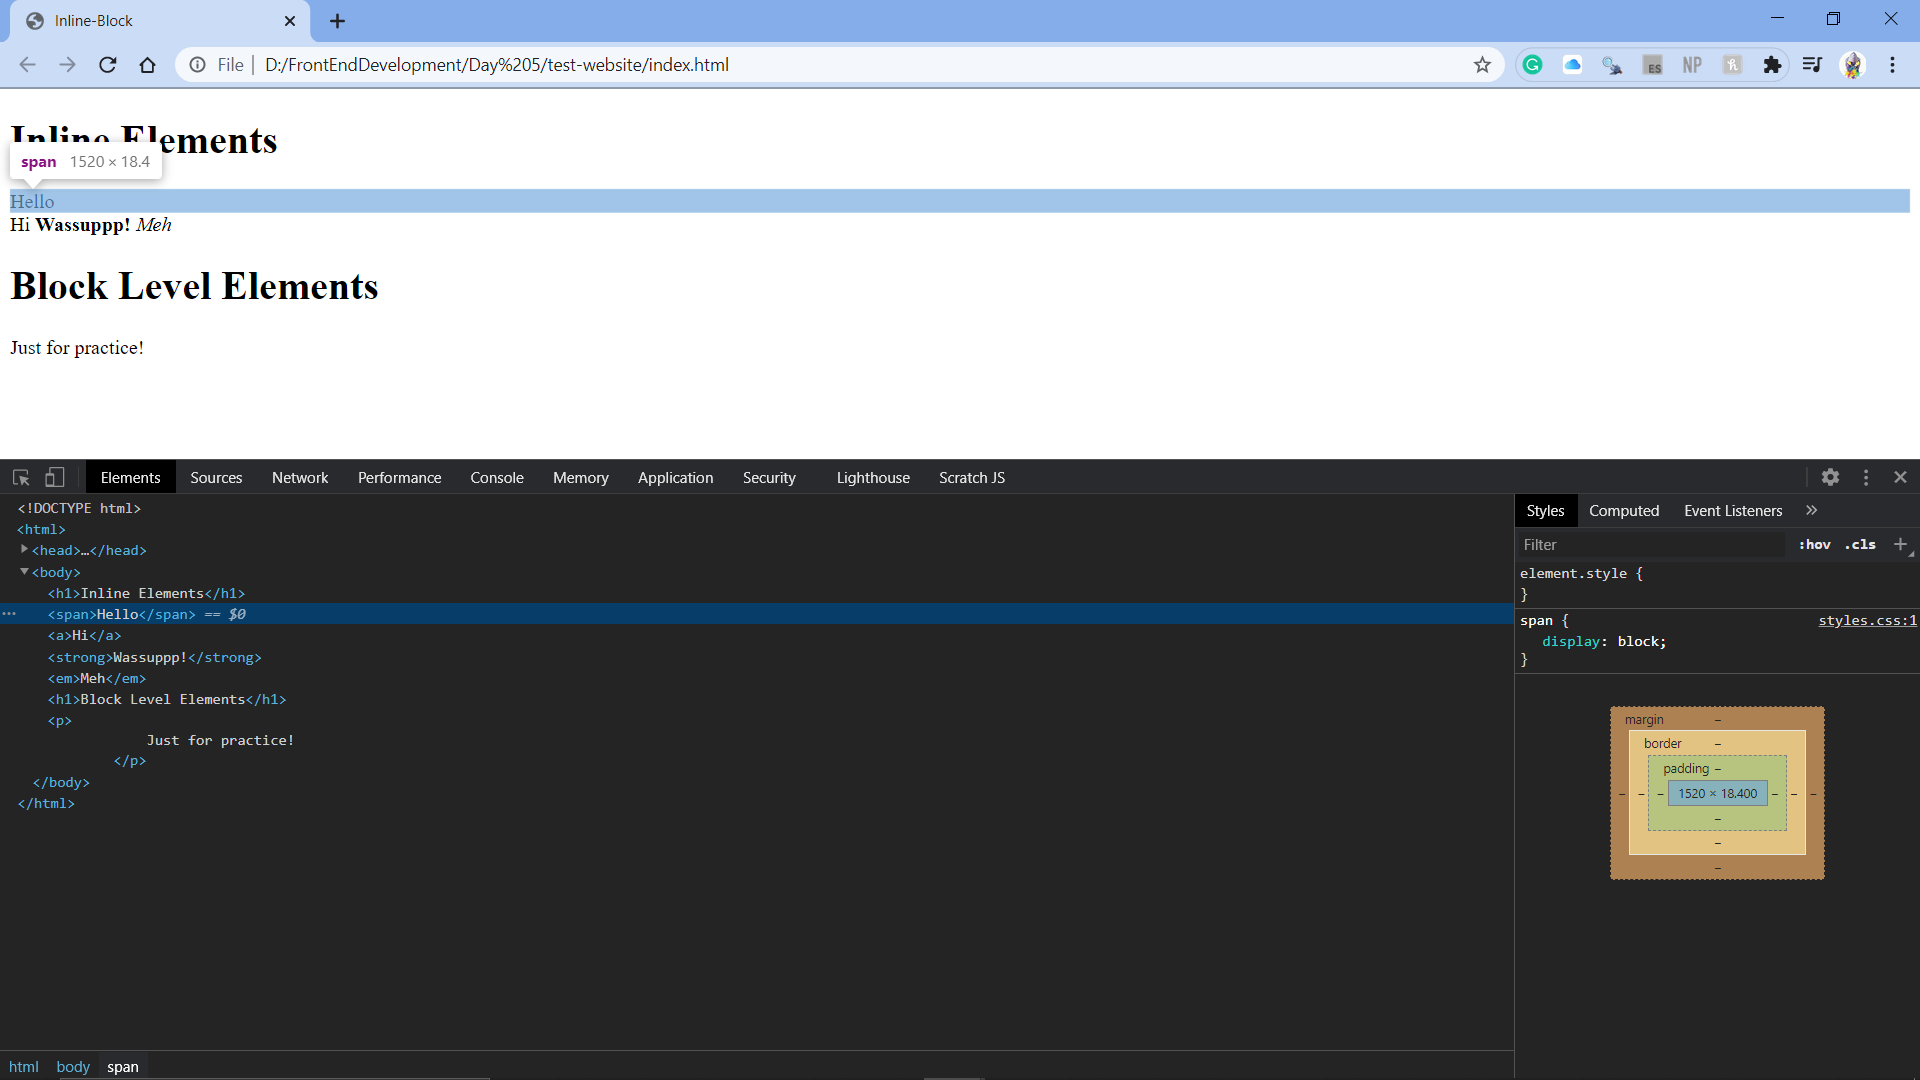 Inline-Block
File D:/FrontEndDevelopment/Day%205/test-website/index.html
ES NP
Inline Elements
span 1520 × 18.4
Hello
Hi Wassuppp! Meh
Block Level Elements
Just for practice!
Elements Sources Network Performance Console Memory Application Security Lighthouse Scratch JS
<!DOCTYPE html>
<html>
<head>…</head>
<body>
<h1>Inline Elements</h1>
<span>Hello</span> == $0
<a>Hi</a>
<strong>Wassuppp!</strong>
<em>Meh</em>
<h1>Block Level Elements</h1>
<p>
Just for practice!
</p>
</body>
</html>
html body span
Styles Computed Event Listeners »
Filter :hov .cls +
element.style {
}
span { styles.css:1
display: block;
}
margin –
border –
padding –
– – – 1520 × 18.400 – – –
–
–
–